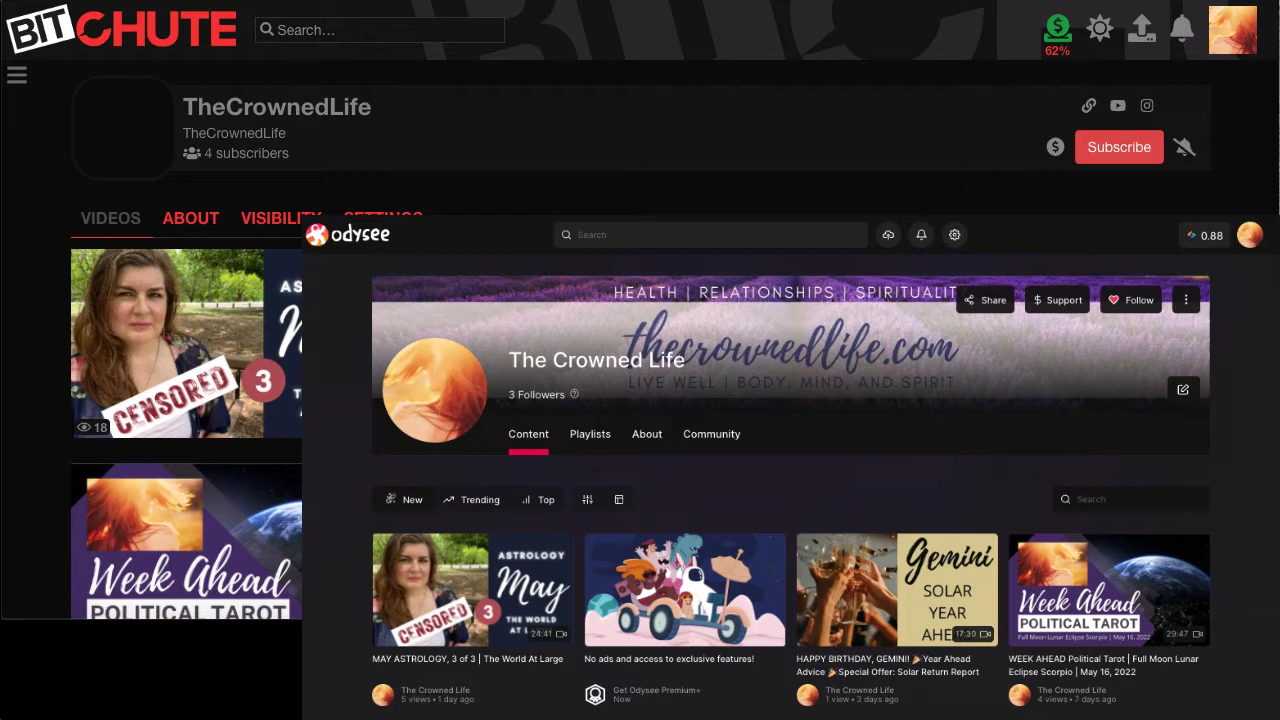 BITCHUTE
Search...
62%
TheCrownedLife
TheCrownedLife
4 subscribers
Subscribe
VIDEOS ABOUT VISIBILITY SETTINGS
CENSORED 3
18
Week Ahead
POLITICAL TAROT
odysee
Search
0.88
HEALTH | RELATIONSHIPS | SPIRITUALIT
Share Support Follow
thecrownedlife.com
The Crowned Life
LIVE WELL | BODY, MIND, AND SPIRIT
3 Followers
Content Playlists About Community
New Trending Top
Search
ASTROLOGY
May
THE WORLD
AT L
CENSORED 3
24:41
Gemini
SOLAR
YEAR
AHE
17:30
Week Ahead
POLITICAL TAROT
Full Moon Lunar Eclipse Scorpio | May 16, 2022
29:47
MAY ASTROLOGY, 3 of 3 | The World At Large
The Crowned Life
5 views • 1 day ago
No ads and access to exclusive features!
Get Odysee Premium+
Now
HAPPY BIRTHDAY, GEMINI! 🎉Year Ahead
Advice 🎉Special Offer: Solar Return Report
The Crowned Life
1 view • 3 days ago
WEEK AHEAD Political Tarot | Full Moon Lunar
Eclipse Scorpio | May 16, 2022
The Crowned Life
4 views • 7 days ago